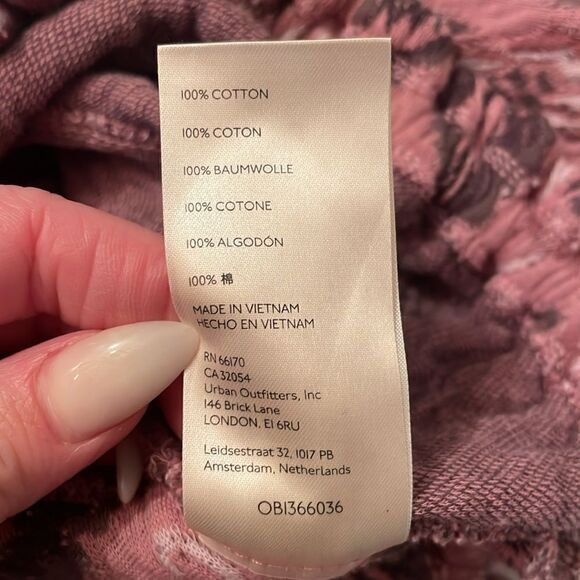 100% COTTON
100% COTON
100% BAUMWOLLE
100% COTONE
100% ALGODÓN
100% 棉
MADE IN VIETNAM
HECHO EN VIETNAM
RN 66170
CA 32054
Urban Outfitters, Inc
146 Brick Lane
LONDON, E1 6RU
Leidsestraat 32, 1017 PB
Amsterdam, Netherlands
OB1366036